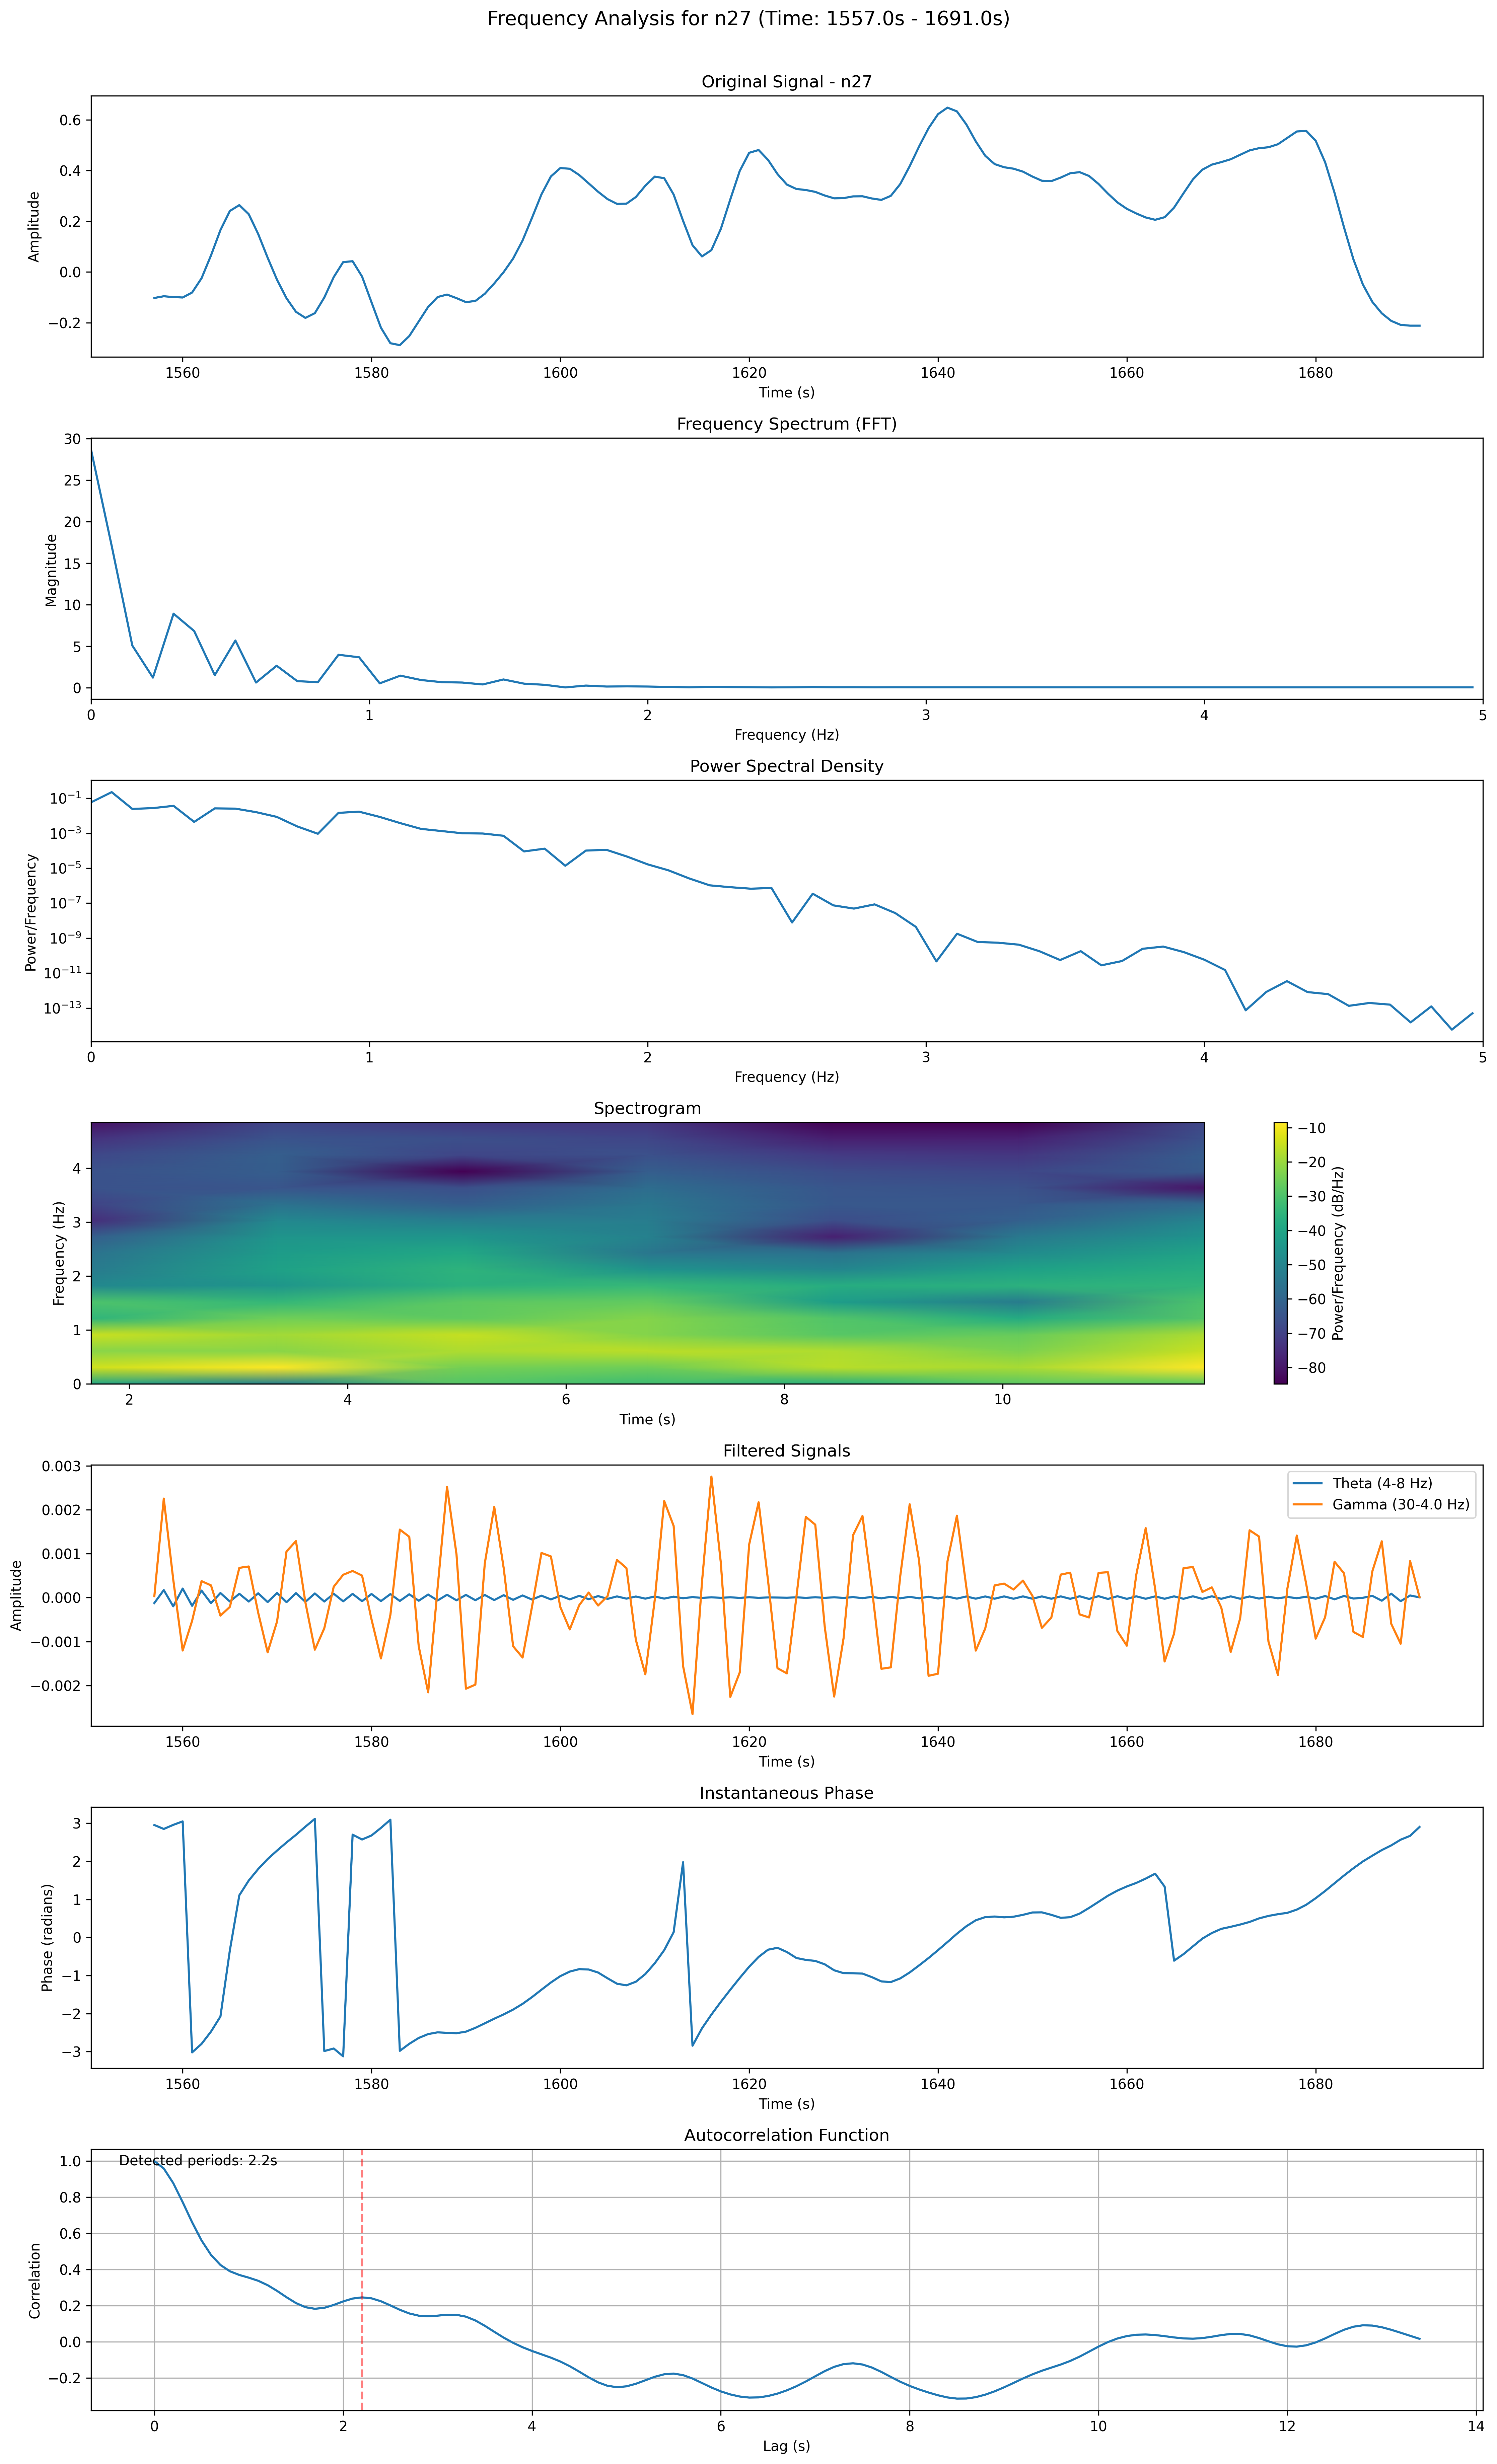 Frequency Analysis for n27 (Time: 1557.0s - 1691.0s)
Original Signal - n27
Amplitude
0.6
0.4
0.2
0.0
−0.2
1560 1580 1600 1620 1640 1660 1680
Time (s)
Frequency Spectrum (FFT)
Magnitude
30
25
20
15
10
5
0
0 1 2 3 4 5
Frequency (Hz)
Power Spectral Density
Power/Frequency
10⁻¹
10⁻³
10⁻⁵
10⁻⁷
10⁻⁹
10⁻¹¹
10⁻¹³
0 1 2 3 4 5
Frequency (Hz)
Spectrogram
Frequency (Hz)
4
3
2
1
0
2 4 6 8 10
Time (s)
−10
−20
−30
−40
−50
−60
−70
−80
Power/Frequency (dB/Hz)
Filtered Signals
Amplitude
0.003
0.002
0.001
0.000
−0.001
−0.002
Theta (4-8 Hz)
Gamma (30-4.0 Hz)
1560 1580 1600 1620 1640 1660 1680
Time (s)
Instantaneous Phase
Phase (radians)
3
2
1
0
−1
−2
−3
1560 1580 1600 1620 1640 1660 1680
Time (s)
Autocorrelation Function
Detected periods: 2.2s
Correlation
1.0
0.8
0.6
0.4
0.2
0.0
−0.2
0 2 4 6 8 10 12 14
Lag (s)